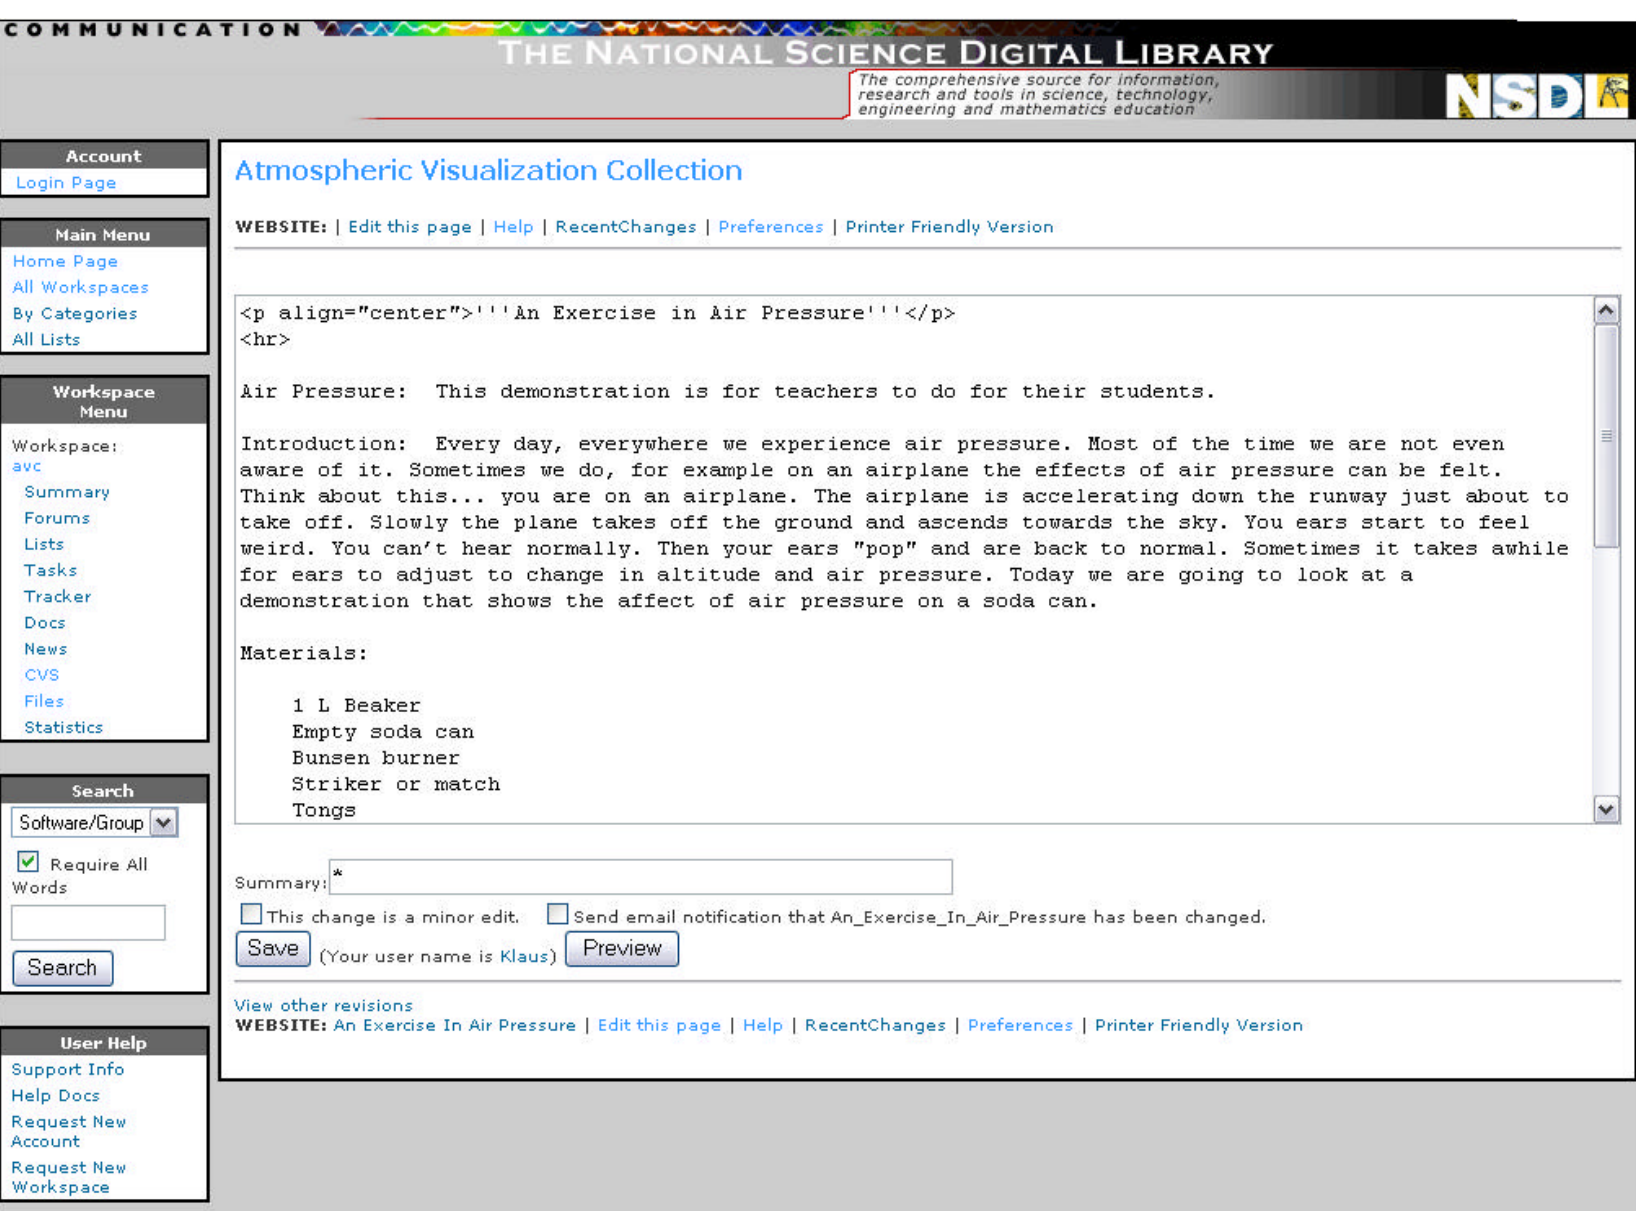 COMMUNICATION
THE NATIONAL SCIENCE DIGITAL LIBRARY
The comprehensive source for information,
research and tools in science, technology,
engineering and mathematics education
NSDL
Account
Login Page
Main Menu
Home Page
All Workspaces
By Categories
All Lists
Workspace
Menu
Workspace:
avc
Summary
Forums
Lists
Tasks
Tracker
Docs
News
CVS
Files
Statistics
Search
Software/Group
Require All
Words
Search
User Help
Support Info
Help Docs
Request New
Account
Request New
Workspace
Atmospheric Visualization Collection
WEBSITE: | Edit this page | Help | RecentChanges | Preferences | Printer Friendly Version
<p align="center">'''An Exercise in Air Pressure'''</p>
<hr>
Air Pressure:  This demonstration is for teachers to do for their students.
Introduction:  Every day, everywhere we experience air pressure. Most of the time we are not even
aware of it. Sometimes we do, for example on an airplane the effects of air pressure can be felt.
Think about this... you are on an airplane. The airplane is accelerating down the runway just about to
take off. Slowly the plane takes off the ground and ascends towards the sky. You ears start to feel
weird. You can't hear normally. Then your ears "pop" and are back to normal. Sometimes it takes awhile
for ears to adjust to change in altitude and air pressure. Today we are going to look at a
demonstration that shows the affect of air pressure on a soda can.
Materials:
1 L Beaker
Empty soda can
Bunsen burner
Striker or match
Tongs
Summary: *
This change is a minor edit. Send email notification that An_Exercise_In_Air_Pressure has been changed.
Save (Your user name is Klaus) Preview
View other revisions
WEBSITE: An Exercise In Air Pressure | Edit this page | Help | RecentChanges | Preferences | Printer Friendly Version